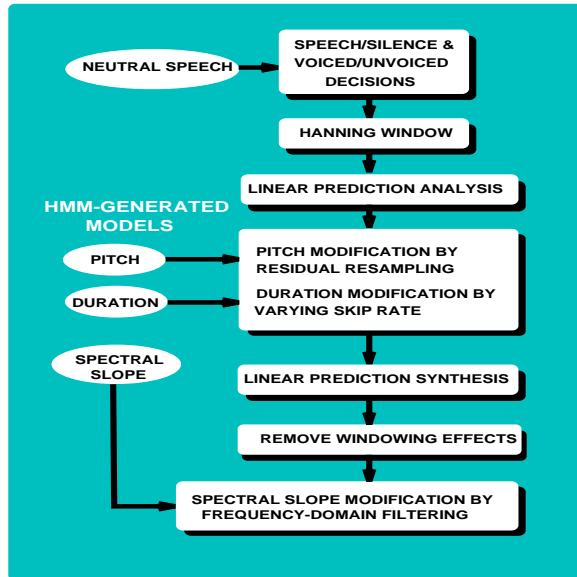 SPEECH/SILENCE &
VOICED/UNVOICED
DECISIONS
NEUTRAL SPEECH
HANNING WINDOW
LINEAR PREDICTION ANALYSIS
HMM-GENERATED
MODELS
PITCH
PITCH MODIFICATION BY
RESIDUAL RESAMPLING
DURATION
DURATION MODIFICATION BY
VARYING SKIP RATE
SPECTRAL
SLOPE
LINEAR PREDICTION SYNTHESIS
REMOVE WINDOWING EFFECTS
SPECTRAL SLOPE MODIFICATION BY
FREQUENCY-DOMAIN FILTERING